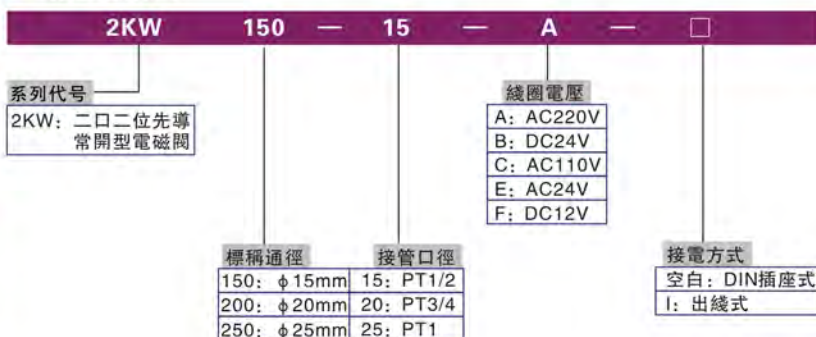 2KW 150 — 15 — A — □
系列代号
2KW：二口二位先導
常開型電磁閥
綫圈電壓
A：AC220V
B：DC24V
C：AC110V
E：AC24V
F：DC12V
標稱通徑
150：ϕ15mm
200：ϕ20mm
250：ϕ25mm
接管口徑
15：PT1/2
20：PT3/4
25：PT1
接電方式
空白：DIN插座式
I：出綫式